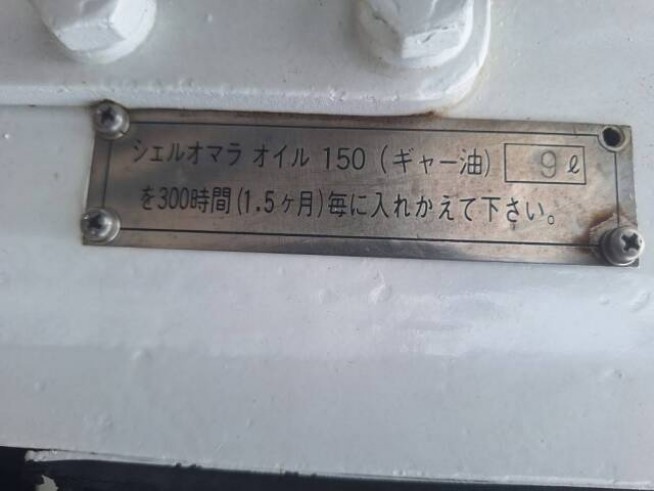 シェルオマラ オイル 150 (ギャー油) 9ℓ
を300時間(1.5ヶ月)毎に入れかえて下さい。